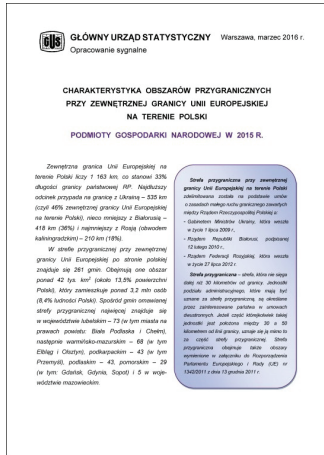 GŁÓWNY URZĄD STATYSTYCZNY Warszawa, marzec 2016 r.
GUS
Opracowanie sygnalne
CHARAKTERYSTYKA OBSZARÓW PRZYGRANICZNYCH
PRZY ZEWNĘTRZNEJ GRANICY UNII EUROPEJSKIEJ
NA TERENIE POLSKI
PODMIOTY GOSPODARKI NARODOWEJ W 2015 R.
Zewnętrzna granica Unii Europejskiej na
terenie Polski liczy 1 163 km, co stanowi 33%
długości granicy państwowej RP. Najdłuższy
odcinek przypada na granicę z Ukrainą – 535 km
(czyli 46% zewnętrznej granicy Unii Europejskiej
na terenie Polski), nieco mniejszy z Białorusią –
418 km (36%) i najmniejszy z Rosją (obwodem
kaliningradzkim) – 210 km (18%).
W strefie przygranicznej przy zewnętrznej
granicy Unii Europejskiej po stronie polskiej
znajduje się 261 gmin. Obejmują one obszar
ponad 42 tys. km² (około 13,5% powierzchni
Polski), który zamieszkuje ponad 3,2 mln osób
(8,4% ludności Polski). Spośród gmin omawianej
strefy przygranicznej najwięcej znajduje się
w województwie lubelskim – 73 (w tym miasta na
prawach powiatu: Biała Podlaska i Chełm),
następnie warmińsko-mazurskim – 68 (w tym
Elbląg i Olsztyn), podkarpackim – 43 (w tym
Przemyśl), podlaskim – 43, pomorskim – 29
(w tym: Gdańsk, Gdynia, Sopot) i 5 w woje-
wództwie mazowieckim.
Strefa przygraniczna przy zewnętrznej
granicy Unii Europejskiej na terenie Polski
zdelimitowana została na podstawie umów
o zasadach małego ruchu granicznego zawartych
między Rządem Rzeczypospolitej Polskiej a:
- Gabinetem Ministrów Ukrainy, która weszła
w życie 1 lipca 2009 r.,
- Rządem Republiki Białoruś, podpisanej
12 lutego 2010 r.,
- Rządem Federacji Rosyjskiej, która weszła
w życie 27 lipca 2012 r.
Strefa przygraniczna – strefa, która nie sięga
dalej niż 30 kilometrów od granicy. Jednostki
podziału administracyjnego, które mają być
uznane za strefę przygraniczną, są określane
przez zainteresowane państwa w umowach
dwustronnych. Jeżeli część którejkolwiek takiej
jednostki jest położona między 30 a 50
kilometrem od linii granicy, uznaje się ją mimo to
za część strefy przygranicznej. Strefa
przygraniczna obejmuje także obszary
wymienione w załączniku do Rozporządzenia
Parlamentu Europejskiego i Rady (UE) nr
1342/2011 z dnia 13 grudnia 2011 r.